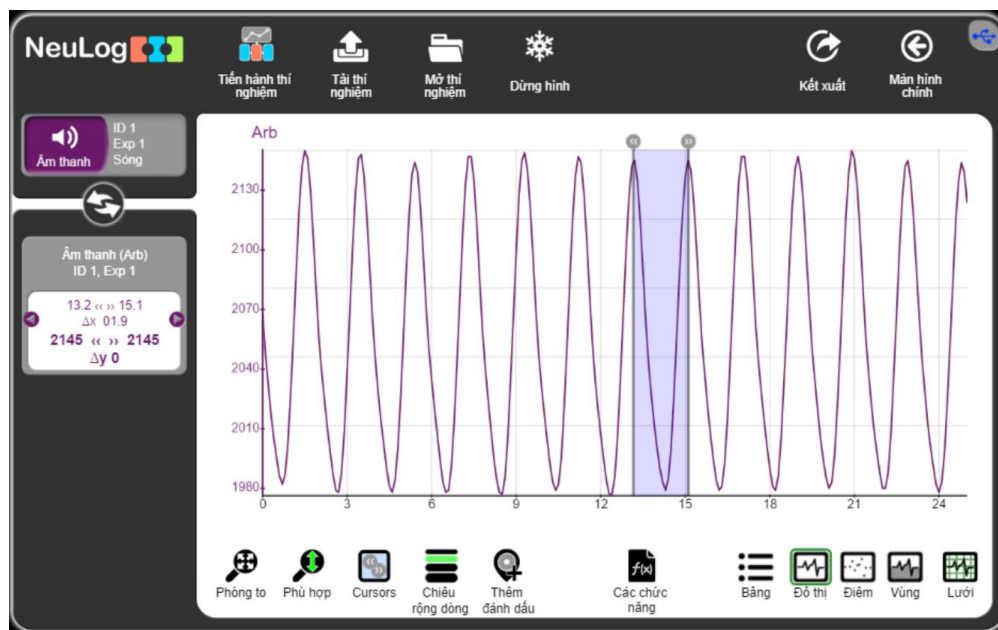 NeuLog
Tiến hành thí
nghiệm
Tải thí
nghiệm
Mở thí
nghiệm
Dừng hình
Kết xuất
Màn hình
chính
Âm thanh
ID 1
Exp 1
Sóng
Âm thanh (Arb)
ID 1, Exp 1
13.2 ‹‹ ›› 15.1
Δx 01.9
2145 ‹‹ ›› 2145
Δy 0
Arb
2130
2100
2070
2040
2010
1980
0 3 6 9 12 15 18 21 24
Phóng to
Phù hợp
Cursors
Chiều
rộng dòng
Thêm
đánh dấu
f(x)
Các chức
năng
Bảng
Đồ thị
Điểm
Vùng
Lưới